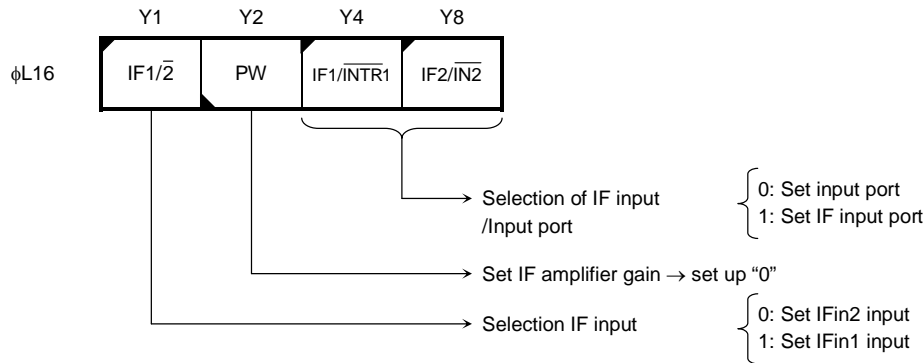 Y1 Y2 Y4 Y8
ϕL16 IF1/2̅ PW IF1/I̅N̅T̅R̅1 IF2/I̅N̅2̅
Selection of IF input
/Input port
0: Set input port
1: Set IF input port
Set IF amplifier gain → set up “0”
Selection IF input
0: Set IFin2 input
1: Set IFin1 input